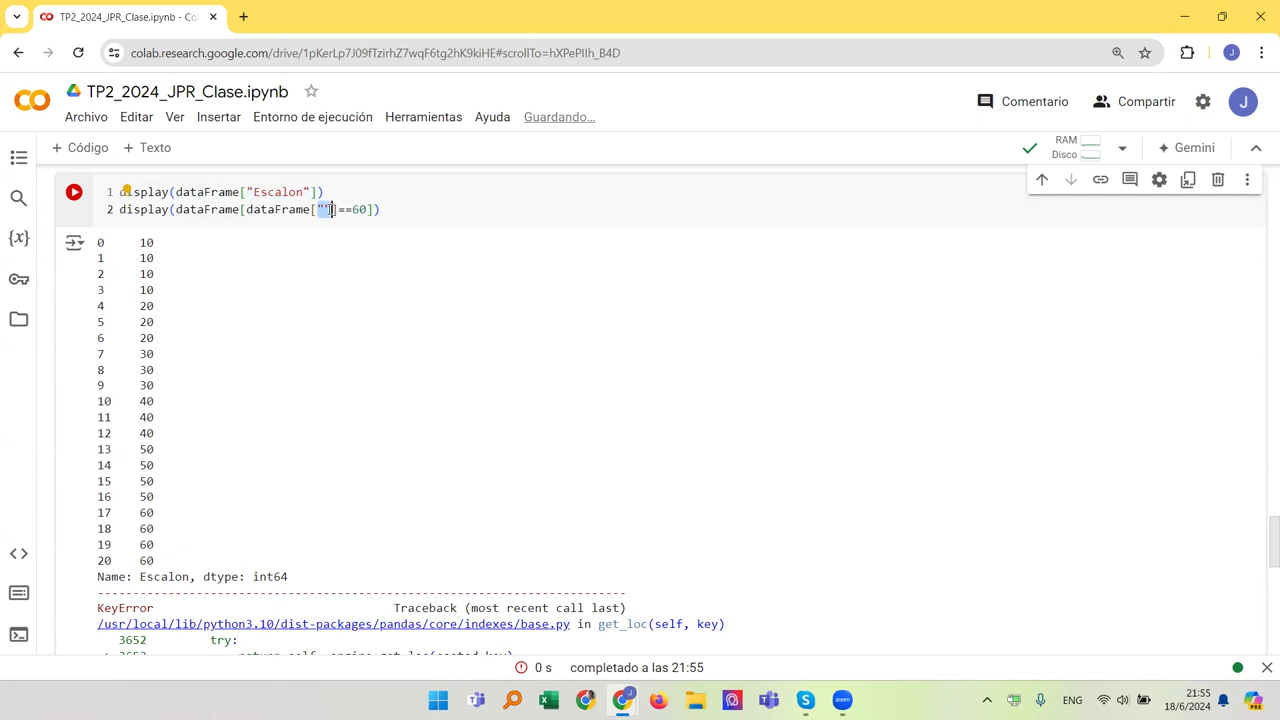 TP2_2024_JPR_Clase.ipynb - Co
colab.research.google.com/drive/1pKerLp7J09fTzirhZ7wqF6tg2hK9kiHE#scrollTo=hXPePIIh_B4D
J
TP2_2024_JPR_Clase.ipynb
Comentario
Compartir
J
Archivo Editar Ver Insertar Entorno de ejecución Herramientas Ayuda Guardando...
+ Código + Texto
RAM
Disco
Gemini
1 display(dataFrame["Escalon"])
2 display(dataFrame[dataFrame[""]==60])
0 10
1 10
2 10
3 10
4 20
5 20
6 20
7 30
8 30
9 30
10 40
11 40
12 40
13 50
14 50
15 50
16 50
17 60
18 60
19 60
20 60
Name: Escalon, dtype: int64
---------------------------------------------------------------------------
KeyError Traceback (most recent call last)
/usr/local/lib/python3.10/dist-packages/pandas/core/indexes/base.py in get_loc(self, key)
3652 try:
0 s completado a las 21:55
zoom
ENG
21:55
18/6/2024
PRE